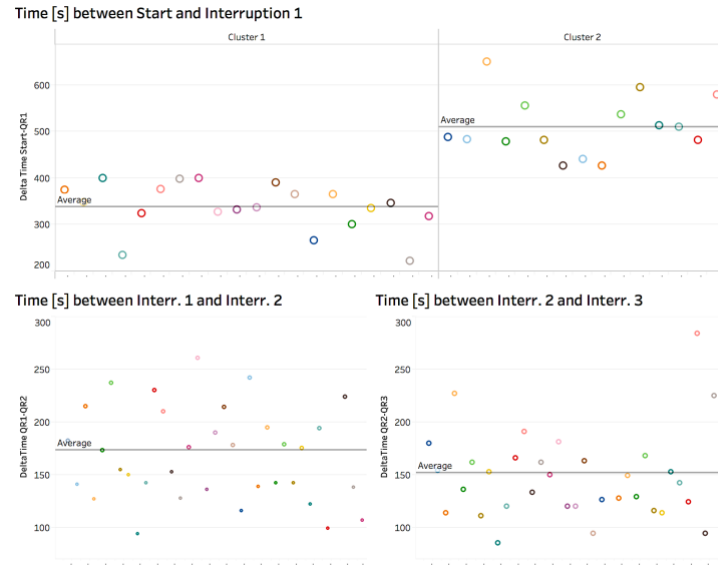 Time [s] between Start and Interruption 1
Cluster 1
Cluster 2
Delta Time Start-QR1
600
500
400
300
200
Average
Average
Time [s] between Interr. 1 and Interr. 2
DeltaTime QR1-QR2
300
250
200
150
100
Average
Time [s] between Interr. 2 and Interr. 3
DeltaTime QR2-QR3
300
250
200
150
100
Average